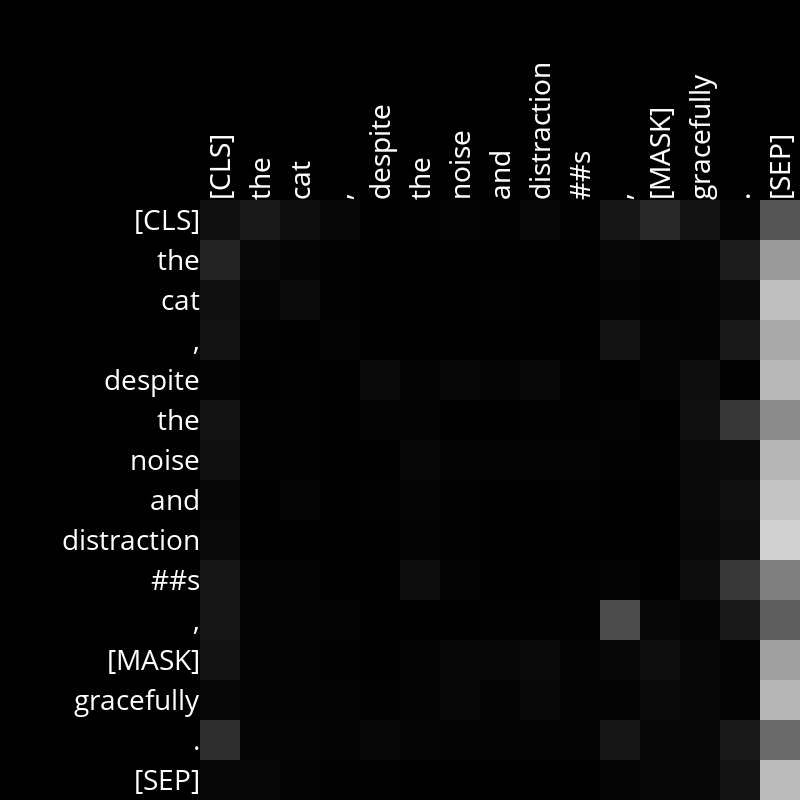 [CLS]
the
cat
,
despite
the
noise
and
distraction
##s
,
[MASK]
gracefully
.
[SEP]
[CLS]
the
cat
,
despite
the
noise
and
distraction
##s
,
[MASK]
gracefully
.
[SEP]